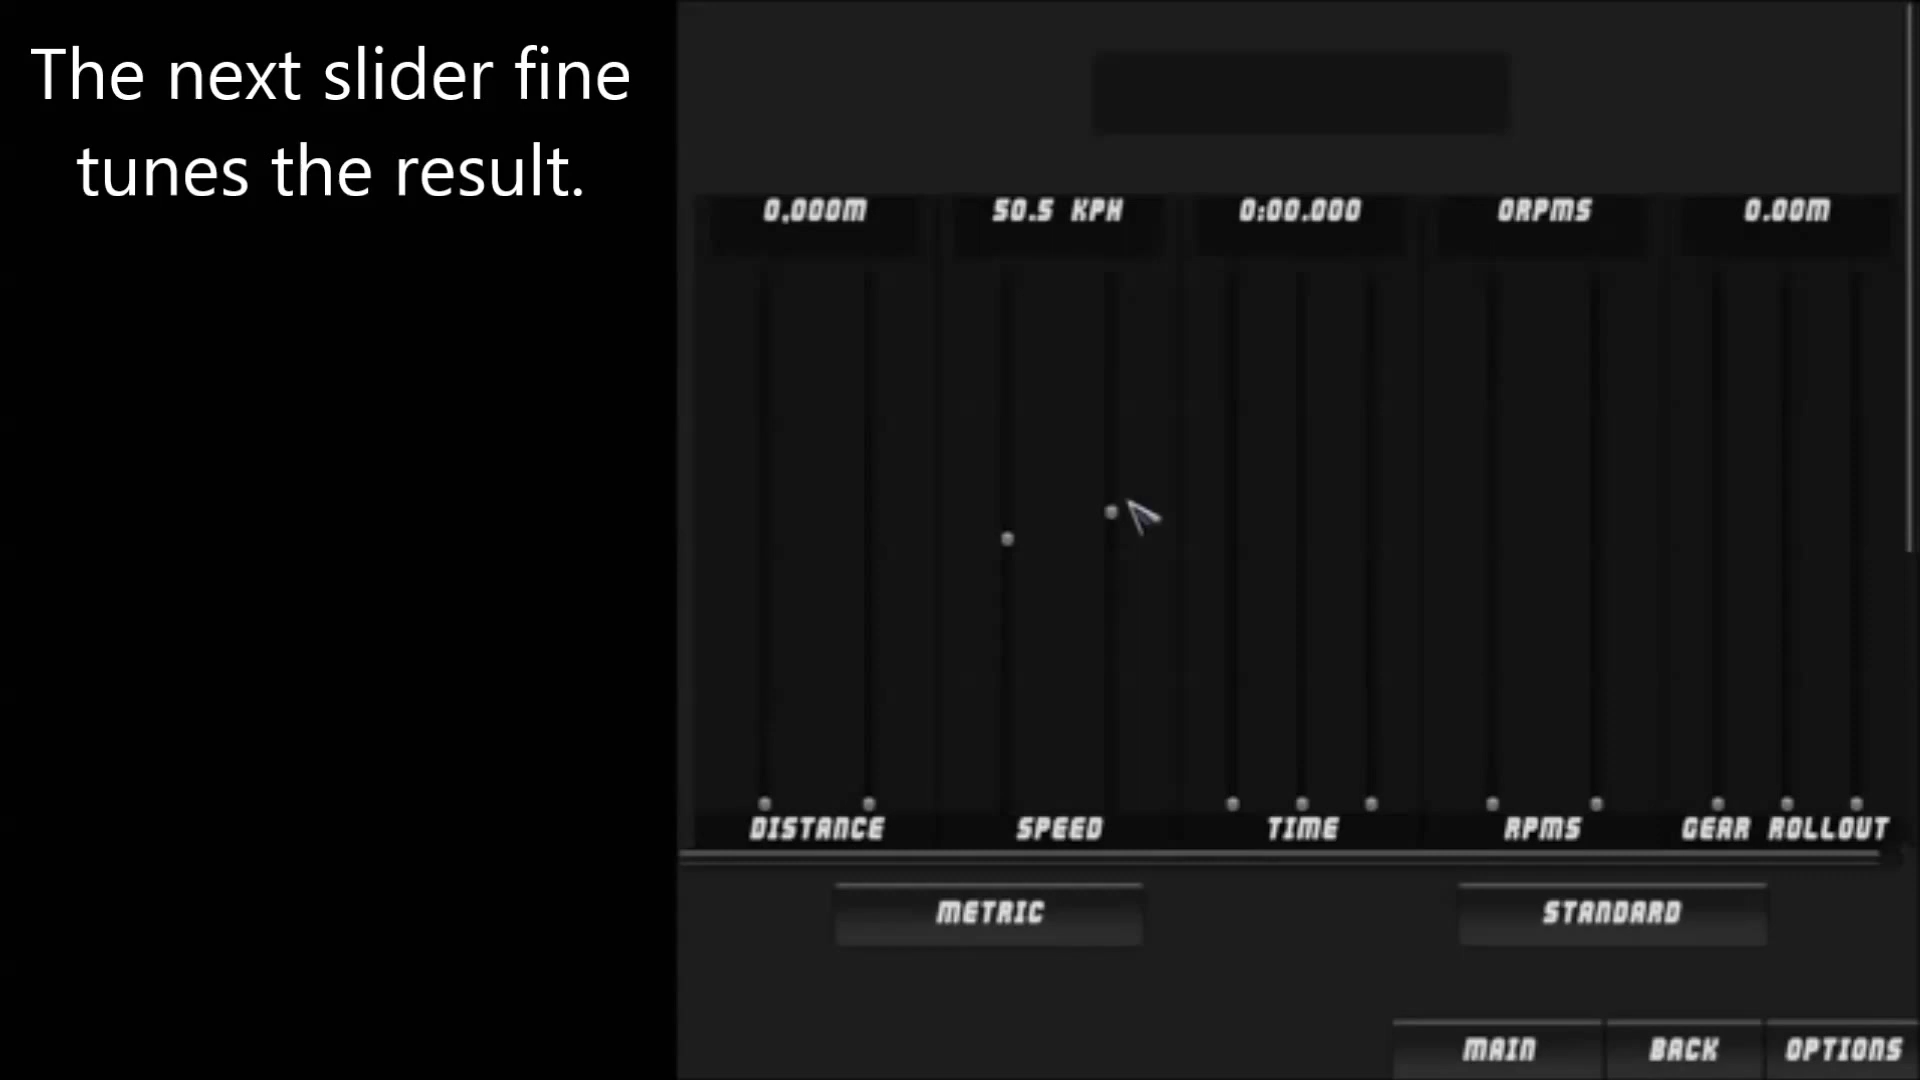 The next slider fine
tunes the result.
0,000M 50.5 KPH 0:00.000 0RPMS 0.00M
DISTANCE SPEED TIME RPMS GEAR ROLLOUT
METRIC STANDARD
MAIN BACK OPTIONS